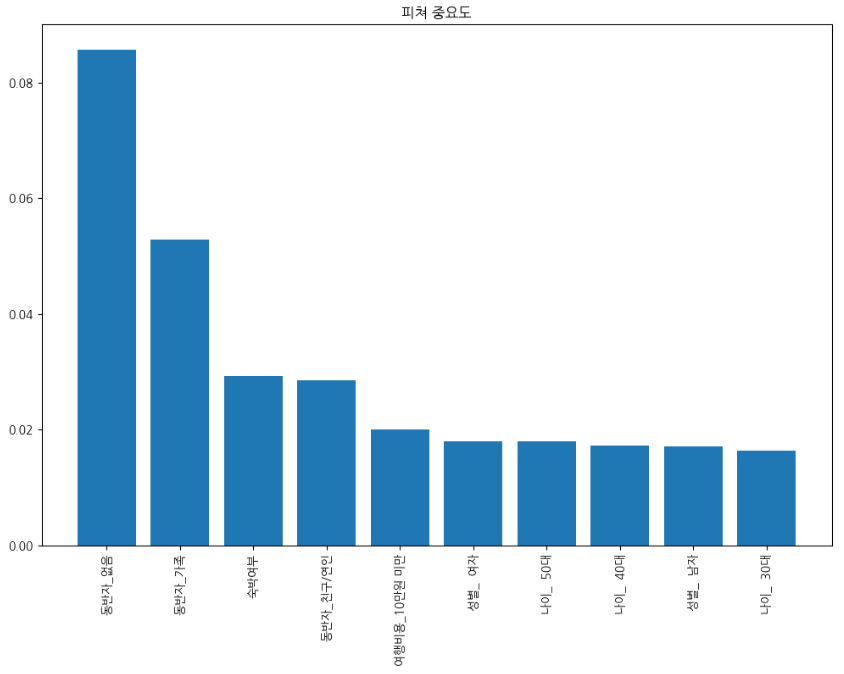 피쳐 중요도
0.08
0.06
0.04
0.02
0.00
동반자_없음
동반자_가족
숙박여부
동반자_친구/연인
여행비용_10만원 미만
성별_ 여자
나이_ 50대
나이_ 40대
성별_ 남자
나이_ 30대